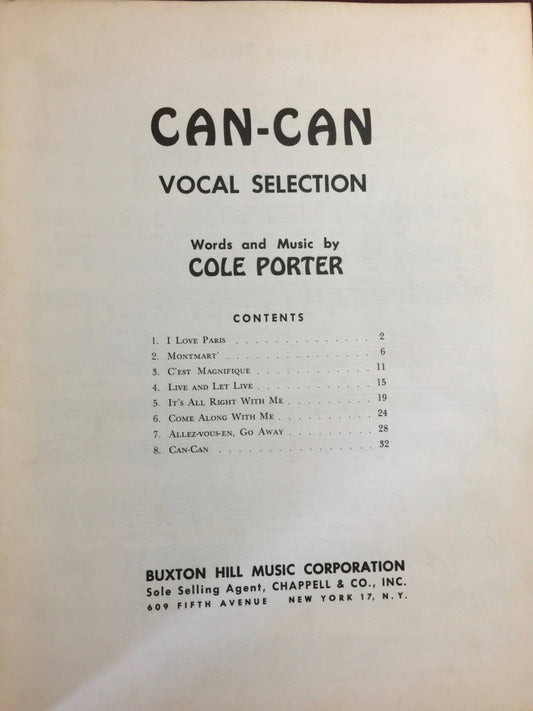 CAN-CAN
VOCAL SELECTION
Words and Music by
COLE PORTER
CONTENTS
1. I Love Paris . . . . . . . . . . . . . . 2
2. Montmart' . . . . . . . . . . . . . . . 6
3. C'est Magnifique . . . . . . . . . . . . 11
4. Live and Let Live . . . . . . . . . . . . 15
5. It's All Right With Me . . . . . . . . . 19
6. Come Along With Me . . . . . . . . . . 24
7. Allez-vous-en, Go Away . . . . . . . . . 28
8. Can-Can . . . . . . . . . . . . . . . . 32
BUXTON HILL MUSIC CORPORATION
Sole Selling Agent, CHAPPELL & CO., INC.
609 FIFTH AVENUE NEW YORK 17, N.Y.